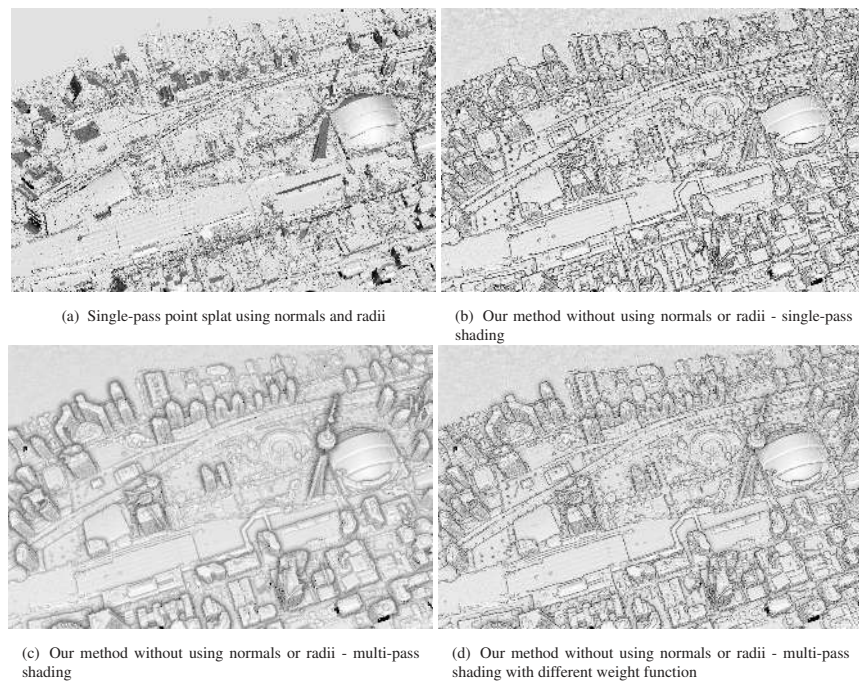 (a) Single-pass point splat using normals and radii
(b) Our method without using normals or radii - single-pass
shading
(c) Our method without using normals or radii - multi-pass
shading
(d) Our method without using normals or radii - multi-pass
shading with different weight function